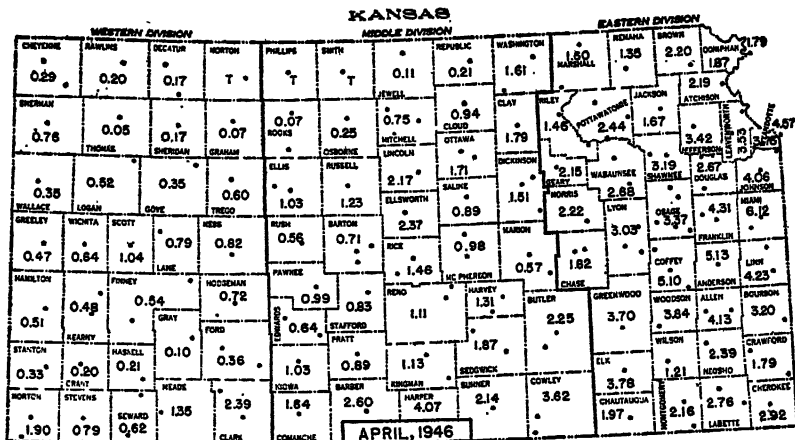 KANSAS
WESTERN DIVISION MIDDLE DIVISION EASTERN DIVISION
CHEYENNE RAWLINS DECATUR NORTON PHILLIPS SMITH REPUBLIC WASHINGTON NEMAHA BROWN DONIPHAN 1.79
0.29 0.20 0.17 T T T 0.11 0.21 1.61 1.50 1.35 2.20 1.87
JEWELL MARSHALL 2.19
SHERMAN CLAY RILEY JACKSON ATCHISON
0.76 0.05 0.17 0.07 0.07 0.25 0.75 0.94 1.79 1.46 POTTAWATOMIE 2.44 1.67 3.42 LEAVENWORTH 3.33 WYANDOTTE 4.57
THOMAS SHERIDAN GRAHAM ROOKS OSBORNE MITCHELL CLOUD JEFFERSON
ELLIS RUSSELL LINCOLN OTTAWA DICKINSON
0.35 0.52 0.35 0.60 1.03 1.23 2.17 1.71 1.51 2.15 WABAUNSEE 2.68 3.19 2.67 4.06
WALLACE LOGAN GOVE TREGO ELLSWORTH SALINE GEARY MORRIS SHAWNEE DOUGLAS JOHNSON
2.37 0.89 2.22
GREELEY WICHITA SCOTT NESS RUSH BARTON LYON OSAGE MIAMI
0.47 0.64 1.04 0.79 0.82 0.56 0.71 3.03 3.37 4.31 6.12
LANE RICE MARION FRANKLIN
1.46 0.98 0.57 1.82
HAMILTON FINNEY HODGEMAN PAWNEE MC PHERSON CHASE COFFEY 5.13 LINN
0.51 0.48 0.54 0.72 0.99 0.83 5.10 ANDERSON 4.23
KEARNY GRAY EDWARDS STAFFORD RENO HARVEY BUTLER GREENWOOD WOODSON ALLEN BOURBON
0.10 FORD 0.64 1.11 1.31 2.25 3.70 3.84 4.13 3.20
STANTON HASKELL 0.36 PRATT 1.87 WILSON CRAWFORD
0.33 0.20 0.21 1.03 0.89 1.13 SEDGWICK ELK 1.21 2.39 1.79
GRANT MEADE KIOWA BARBER KINGMAN SUMNER COWLEY 3.78 NEOSHO
MORTON STEVENS 1.35 2.39 1.64 2.60 HARPER 4.07 2.14 3.62 CHAUTAUQUA MONTGOMERY 2.76 CHEROKEE
1.90 0.79 SEWARD 0.62 CLARK COMANCHE 1.97 2.16 LABETTE 2.92
APRIL, 1946